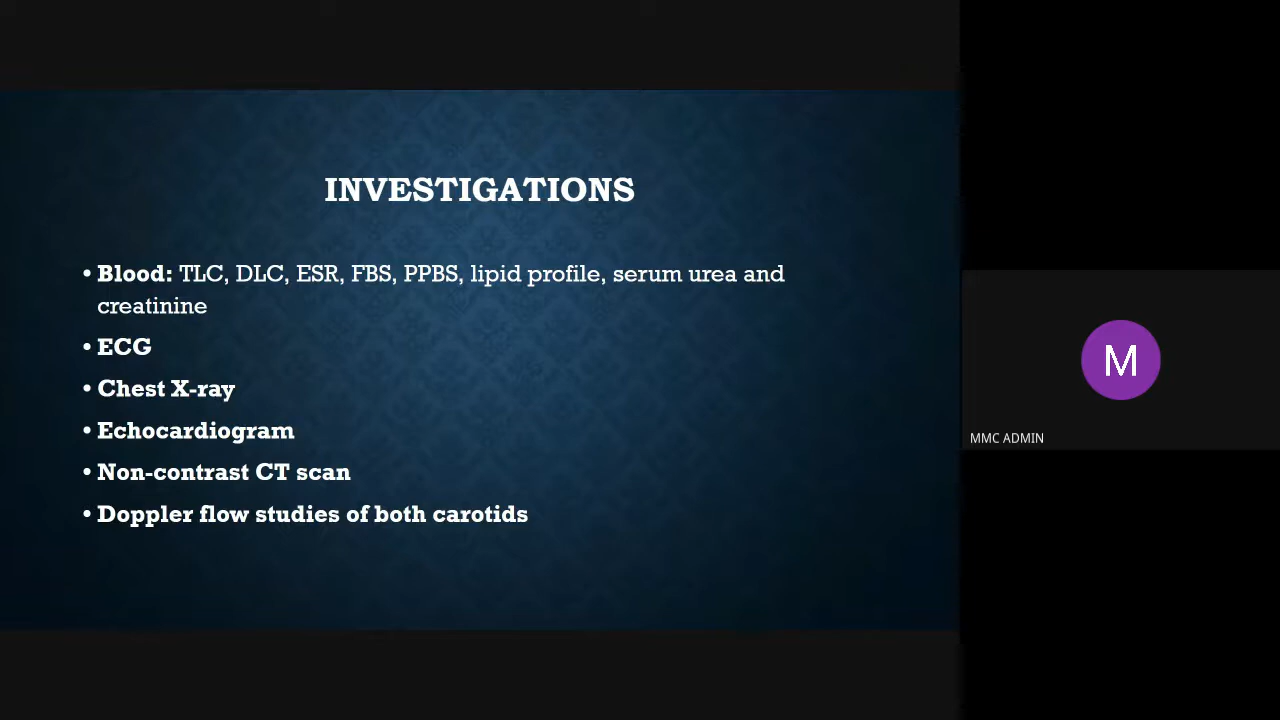 INVESTIGATIONS
• Blood: TLC, DLC, ESR, FBS, PPBS, lipid profile, serum urea and
creatinine
• ECG
• Chest X-ray
• Echocardiogram
• Non-contrast CT scan
• Doppler flow studies of both carotids
M
MMC ADMIN